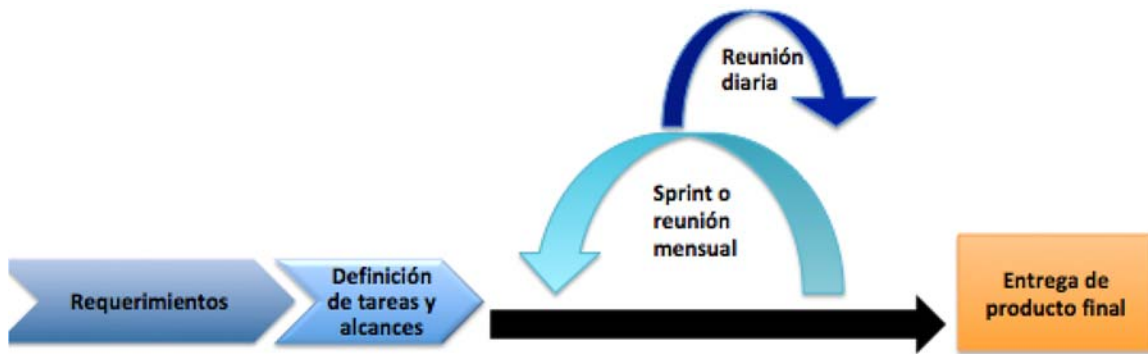 Reunión
diaria
Sprint o
reunión
mensual
Requerimientos
Definición
de tareas y
alcances
Entrega de
producto final